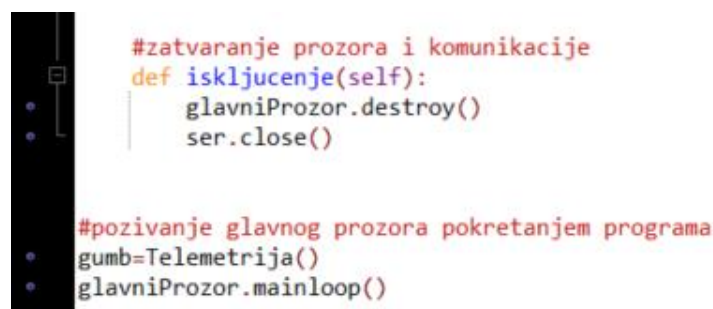 #zatvaranje prozora i komunikacije
def iskljucenje(self):
glavniProzor.destroy()
ser.close()
#pozivanje glavnog prozora pokretanjem programa
gumb=Telemetrija()
glavniProzor.mainloop()